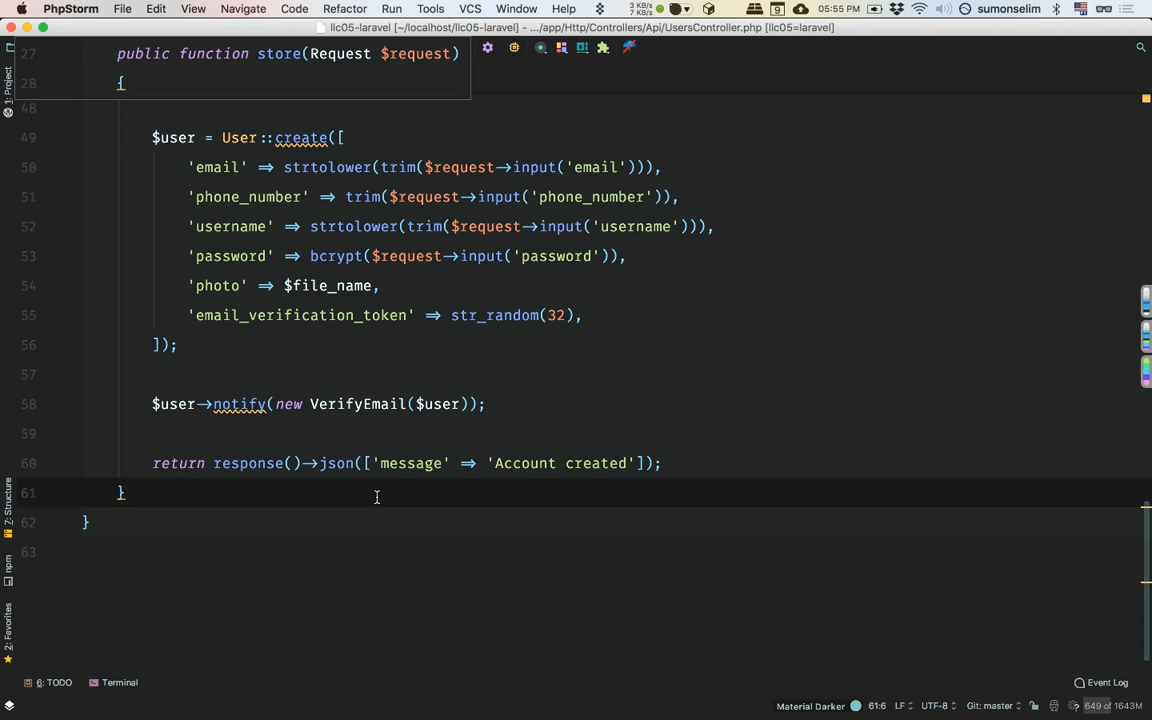 PhpStorm File Edit View Navigate Code Refactor Run Tools VCS Window Help 3 KB/s 7 KB/s 9 05:55 PM sumonselim
llc05-laravel [~/localhost/llc05-laravel] - .../app/Http/Controllers/Api/UsersController.php [llc05=laravel]
27 public function store(Request $request)
28 {
48
49 $user = User::create([
50 'email' => strtolower(trim($request->input('email'))),
51 'phone_number' => trim($request->input('phone_number')),
52 'username' => strtolower(trim($request->input('username'))),
53 'password' => bcrypt($request->input('password')),
54 'photo' => $file_name,
55 'email_verification_token' => str_random(32),
56 ]);
57
58 $user->notify(new VerifyEmail($user));
59
60 return response()->json(['message' => 'Account created']);
61 }
62 }
63
1: Project
7: Structure
npm
2: Favorites
6: TODO Terminal Event Log
Material Darker 61:6 LF UTF-8 Git: master 649 of 1643M